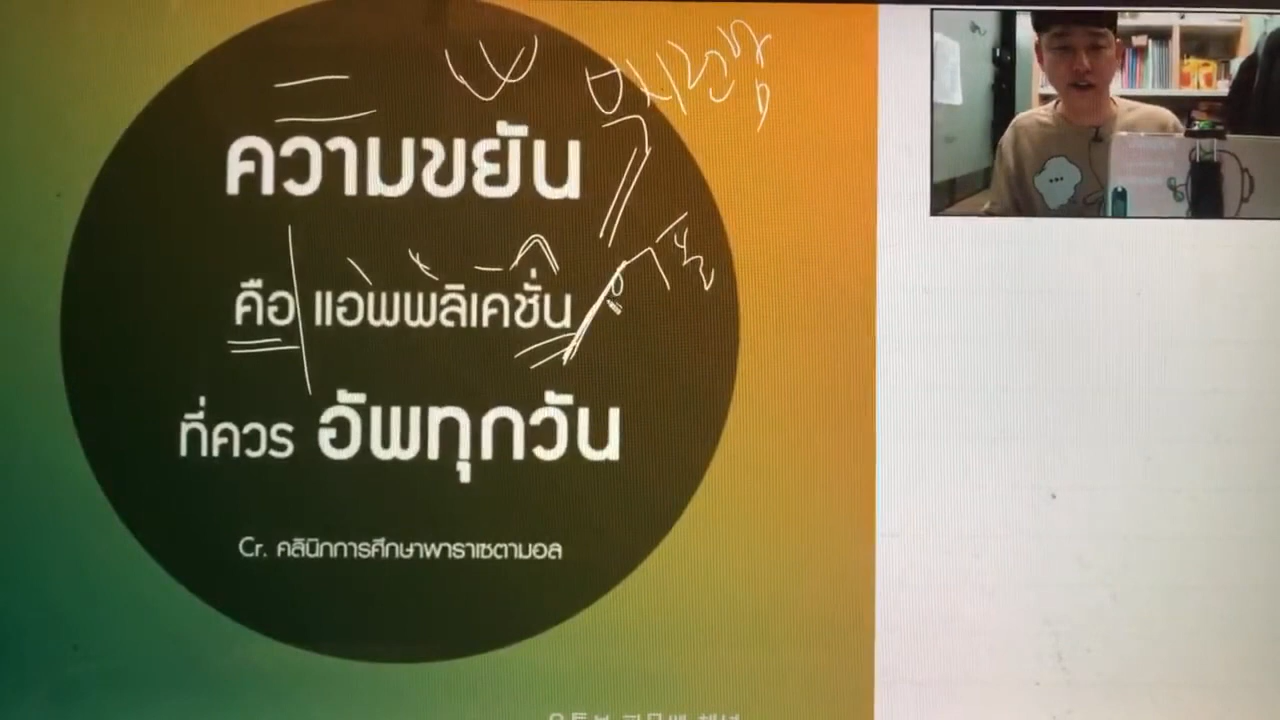 ความขยัน
คือ แอพพลิเคชั่น
ที่ควร อัพทุกวัน
Cr. คลินิกการศึกษาพาราเซตามอล